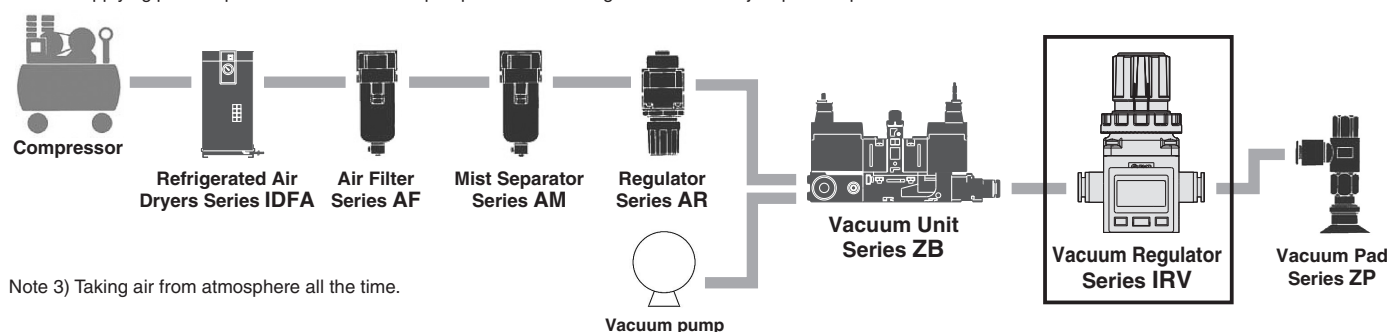 Compressor
Refrigerated Air
Dryers Series IDFA
Air Filter
Series AF
Mist Separator
Series AM
Regulator
Series AR
Vacuum pump
Vacuum Unit
Series ZB
Vacuum Regulator
Series IRV
Vacuum Pad
Series ZP
Note 3) Taking air from atmosphere all the time.